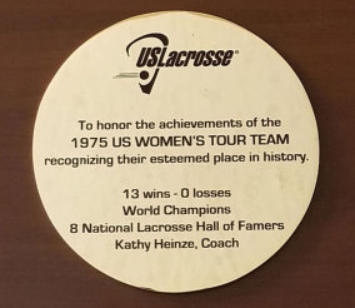 USLacrosse®
To honor the achievements of the
1975 US WOMEN'S TOUR TEAM
recognizing their esteemed place in history.
13 wins - 0 losses
World Champions
8 National Lacrosse Hall of Famers
Kathy Heinze, Coach